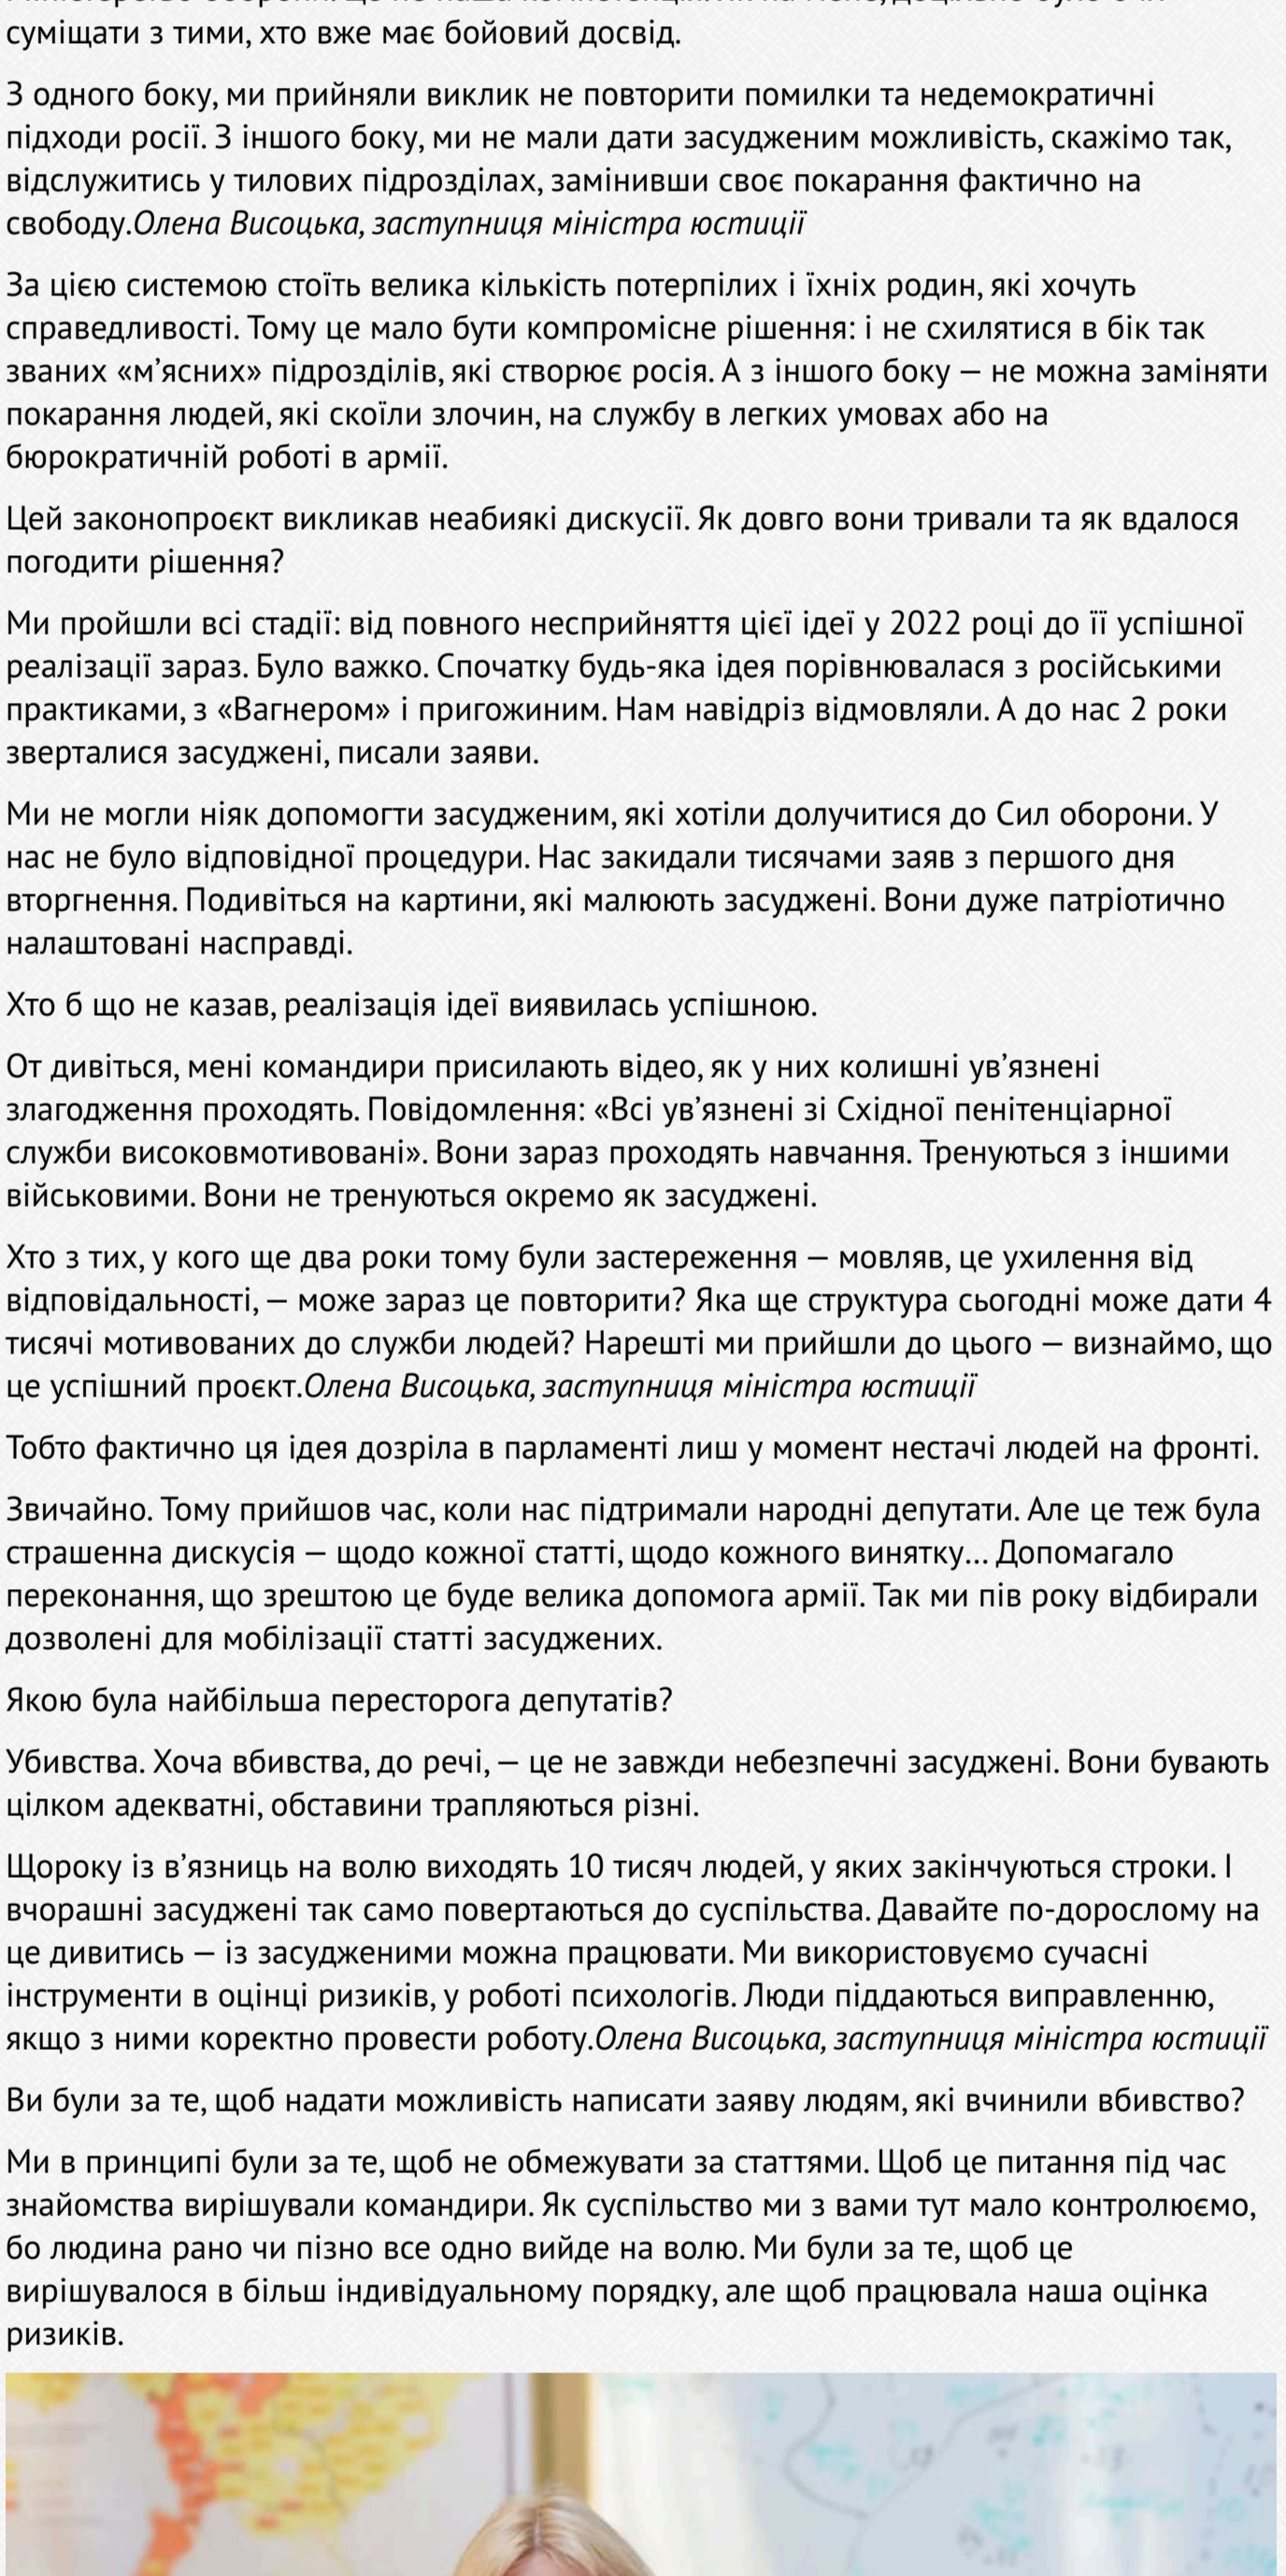 суміщати з тими, хто вже має бойовий досвід.
З одного боку, ми прийняли виклик не повторити помилки та недемократичні
підходи росії. З іншого боку, ми не мали дати засудженим можливість, скажімо так,
відслужитись у тилових підрозділах, замінивши своє покарання фактично на
свободу.Олена Висоцька, заступниця міністра юстиції
За цією системою стоїть велика кількість потерпілих і їхніх родин, які хочуть
справедливості. Тому це мало бути компромісне рішення: і не схилятися в бік так
званих «м’ясних» підрозділів, які створює росія. А з іншого боку — не можна заміняти
покарання людей, які скоїли злочин, на службу в легких умовах або на
бюрократичній роботі в армії.
Цей законопроєкт викликав неабиякі дискусії. Як довго вони тривали та як вдалося
погодити рішення?
Ми пройшли всі стадії: від повного несприйняття цієї ідеї у 2022 році до її успішної
реалізації зараз. Було важко. Спочатку будь-яка ідея порівнювалася з російськими
практиками, з «Вагнером» і пригожиним. Нам навідріз відмовляли. А до нас 2 роки
зверталися засуджені, писали заяви.
Ми не могли ніяк допомогти засудженим, які хотіли долучитися до Сил оборони. У
нас не було відповідної процедури. Нас закидали тисячами заяв з першого дня
вторгнення. Подивіться на картини, які малюють засуджені. Вони дуже патріотично
налаштовані насправді.
Хто б що не казав, реалізація ідеї виявилась успішною.
От дивіться, мені командири присилають відео, як у них колишні ув’язнені
злагодження проходять. Повідомлення: «Всі ув’язнені зі Східної пенітенціарної
служби високовмотивовані». Вони зараз проходять навчання. Тренуються з іншими
військовими. Вони не тренуються окремо як засуджені.
Хто з тих, у кого ще два роки тому були застереження — мовляв, це ухилення від
відповідальності, — може зараз це повторити? Яка ще структура сьогодні може дати 4
тисячі мотивованих до служби людей? Нарешті ми прийшли до цього — визнаймо, що
це успішний проєкт.Олена Висоцька, заступниця міністра юстиції
Тобто фактично ця ідея дозріла в парламенті лиш у момент нестачі людей на фронті.
Звичайно. Тому прийшов час, коли нас підтримали народні депутати. Але це теж була
страшенна дискусія — щодо кожної статті, щодо кожного винятку… Допомагало
переконання, що зрештою це буде велика допомога армії. Так ми пів року відбирали
дозволені для мобілізації статті засуджених.
Якою була найбільша пересторога депутатів?
Убивства. Хоча вбивства, до речі, — це не завжди небезпечні засуджені. Вони бувають
цілком адекватні, обставини трапляються різні.
Щороку із в’язниць на волю виходять 10 тисяч людей, у яких закінчуються строки. І
вчорашні засуджені так само повертаються до суспільства. Давайте по-дорослому на
це дивитись — із засудженими можна працювати. Ми використовуємо сучасні
інструменти в оцінці ризиків, у роботі психологів. Люди піддаються виправленню,
якщо з ними коректно провести роботу.Олена Висоцька, заступниця міністра юстиції
Ви були за те, щоб надати можливість написати заяву людям, які вчинили вбивство?
Ми в принципі були за те, щоб не обмежувати за статтями. Щоб це питання під час
знайомства вирішували командири. Як суспільство ми з вами тут мало контролюємо,
бо людина рано чи пізно все одно вийде на волю. Ми були за те, щоб це
вирішувалося в більш індивідуальному порядку, але щоб працювала наша оцінка
ризиків.